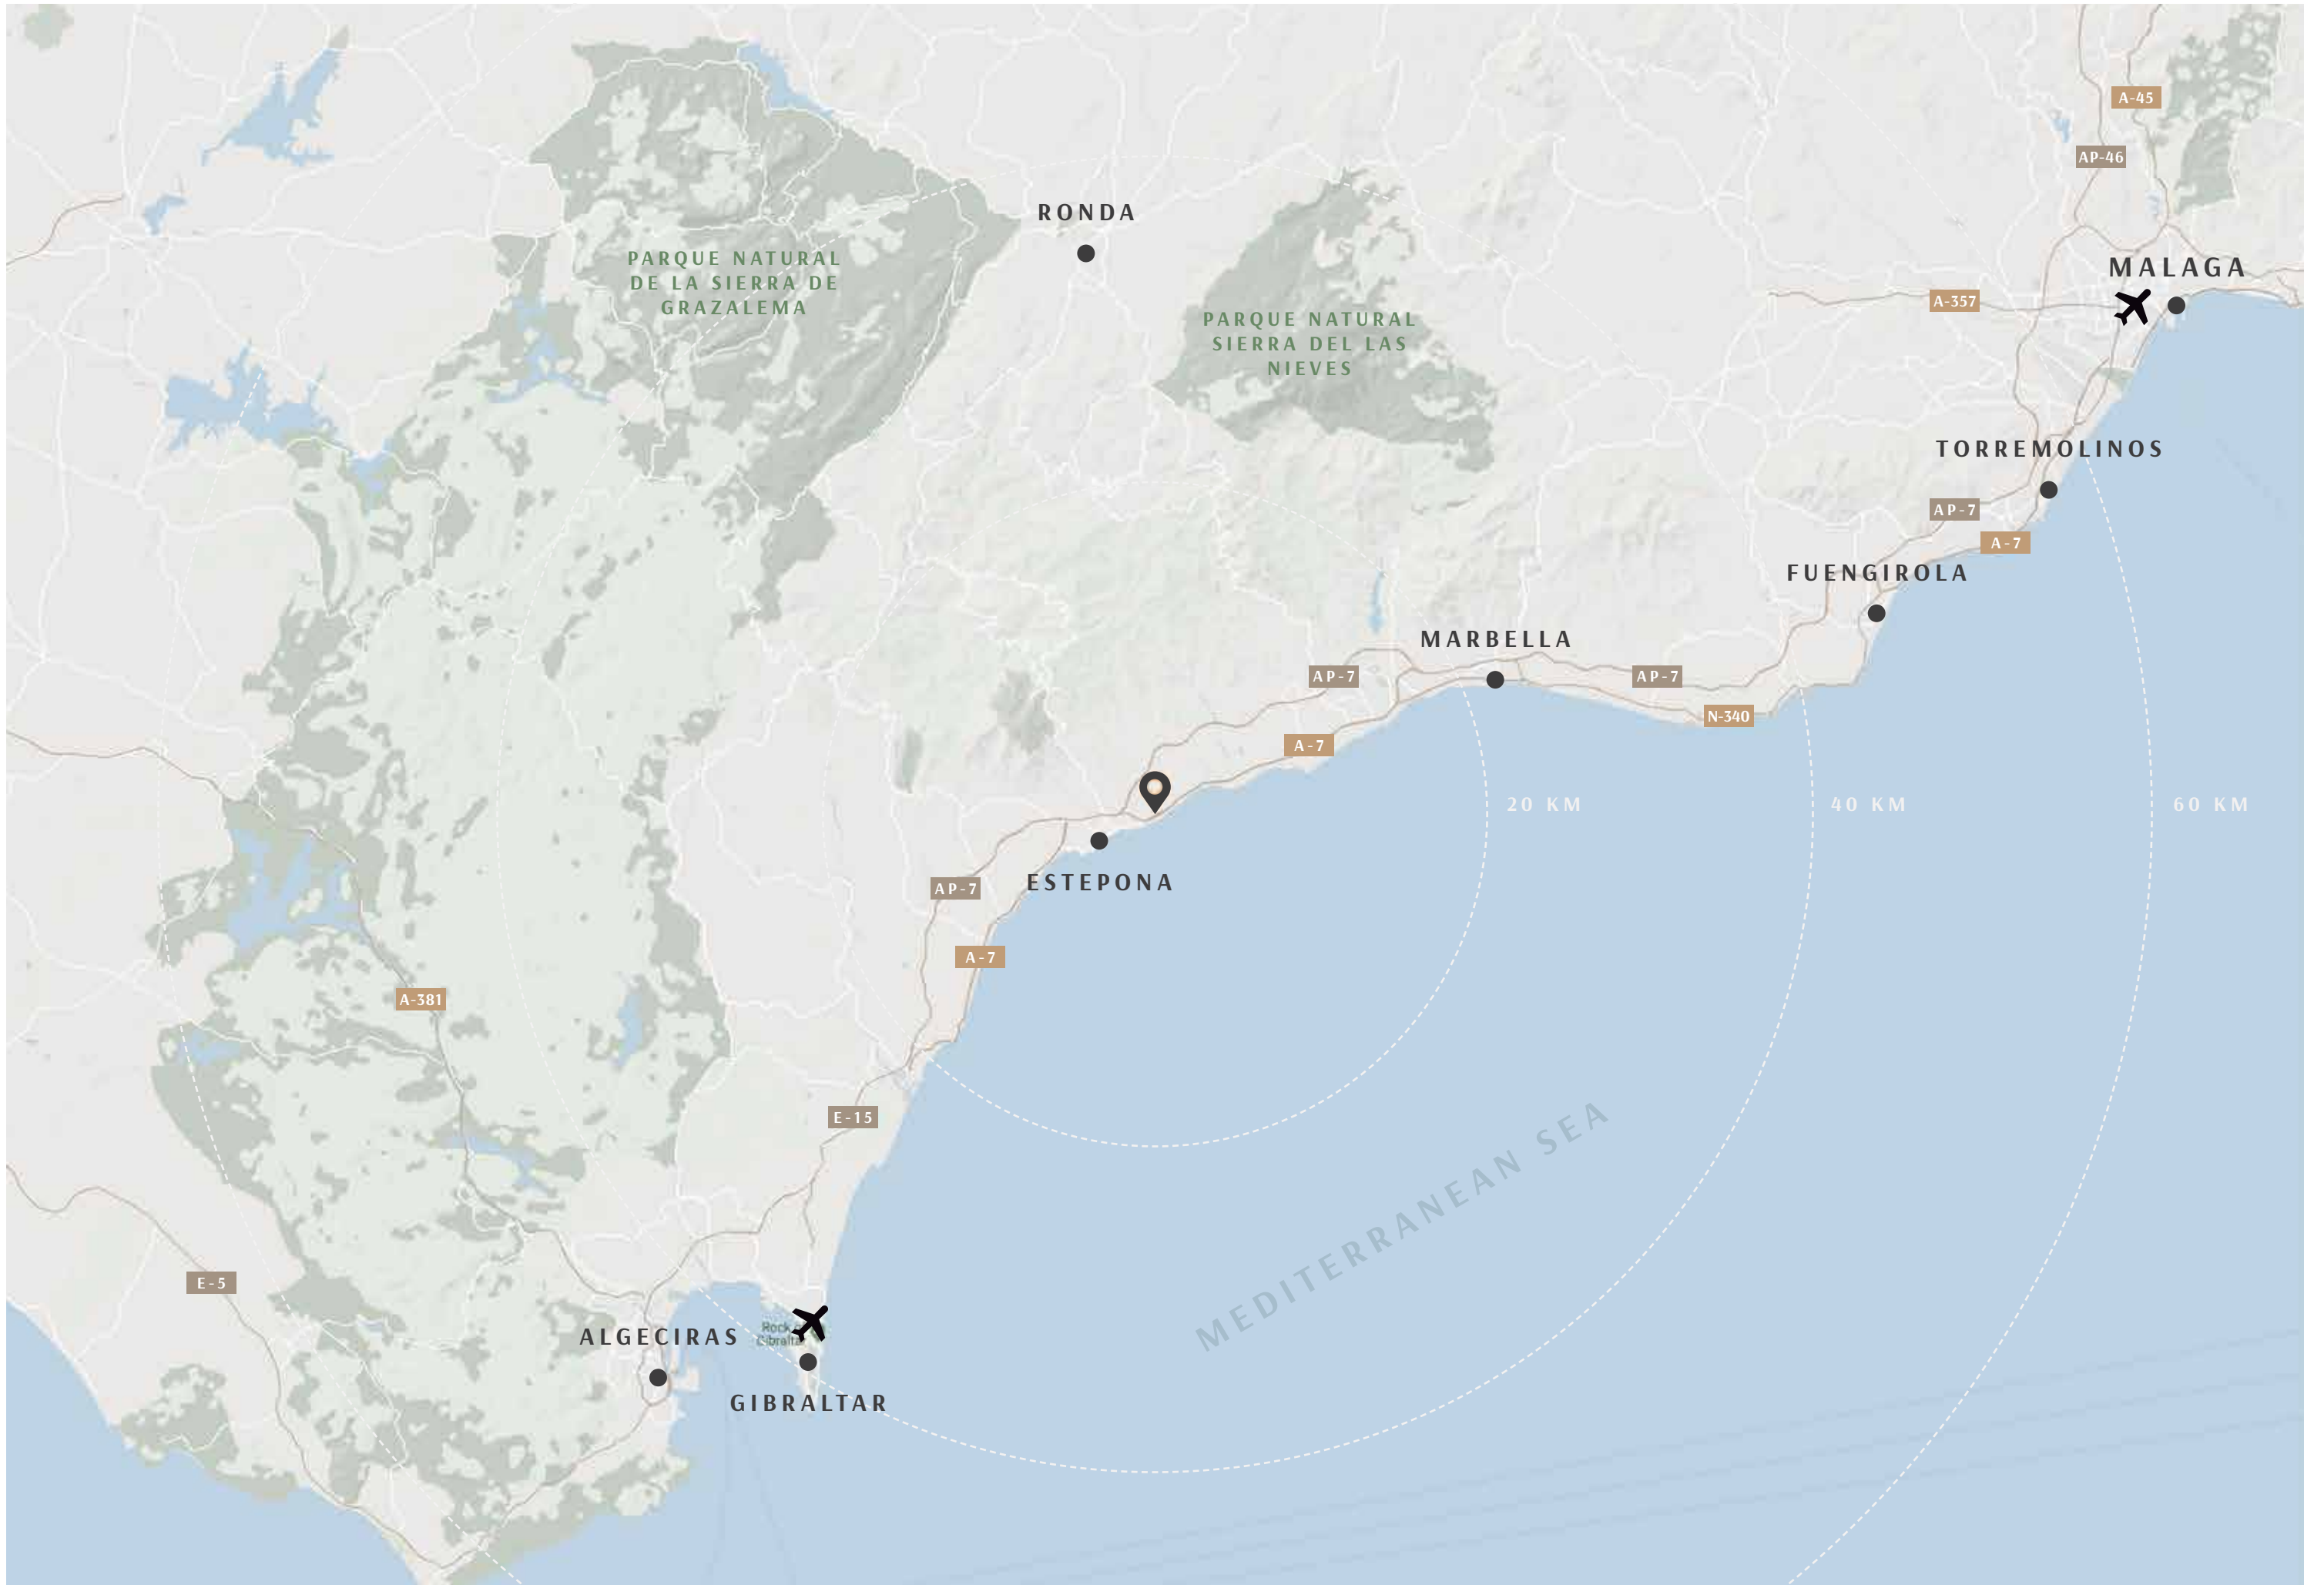 A-45
AP-46
RONDA
PARQUE NATURAL
DE LA SIERRA DE
GRAZALEMA
MALAGA
A-357
PARQUE NATURAL
SIERRA DEL LAS
NIEVES
TORREMOLINOS
AP-7
A-7
FUENGIROLA
MARBELLA
AP-7
AP-7
N-340
A-7
20 KM
40 KM
60 KM
ESTEPONA
AP-7
A-7
A-381
E-15
MEDITERRANEAN SEA
E-5
ALGECIRAS
Rock
GIBRALTAR